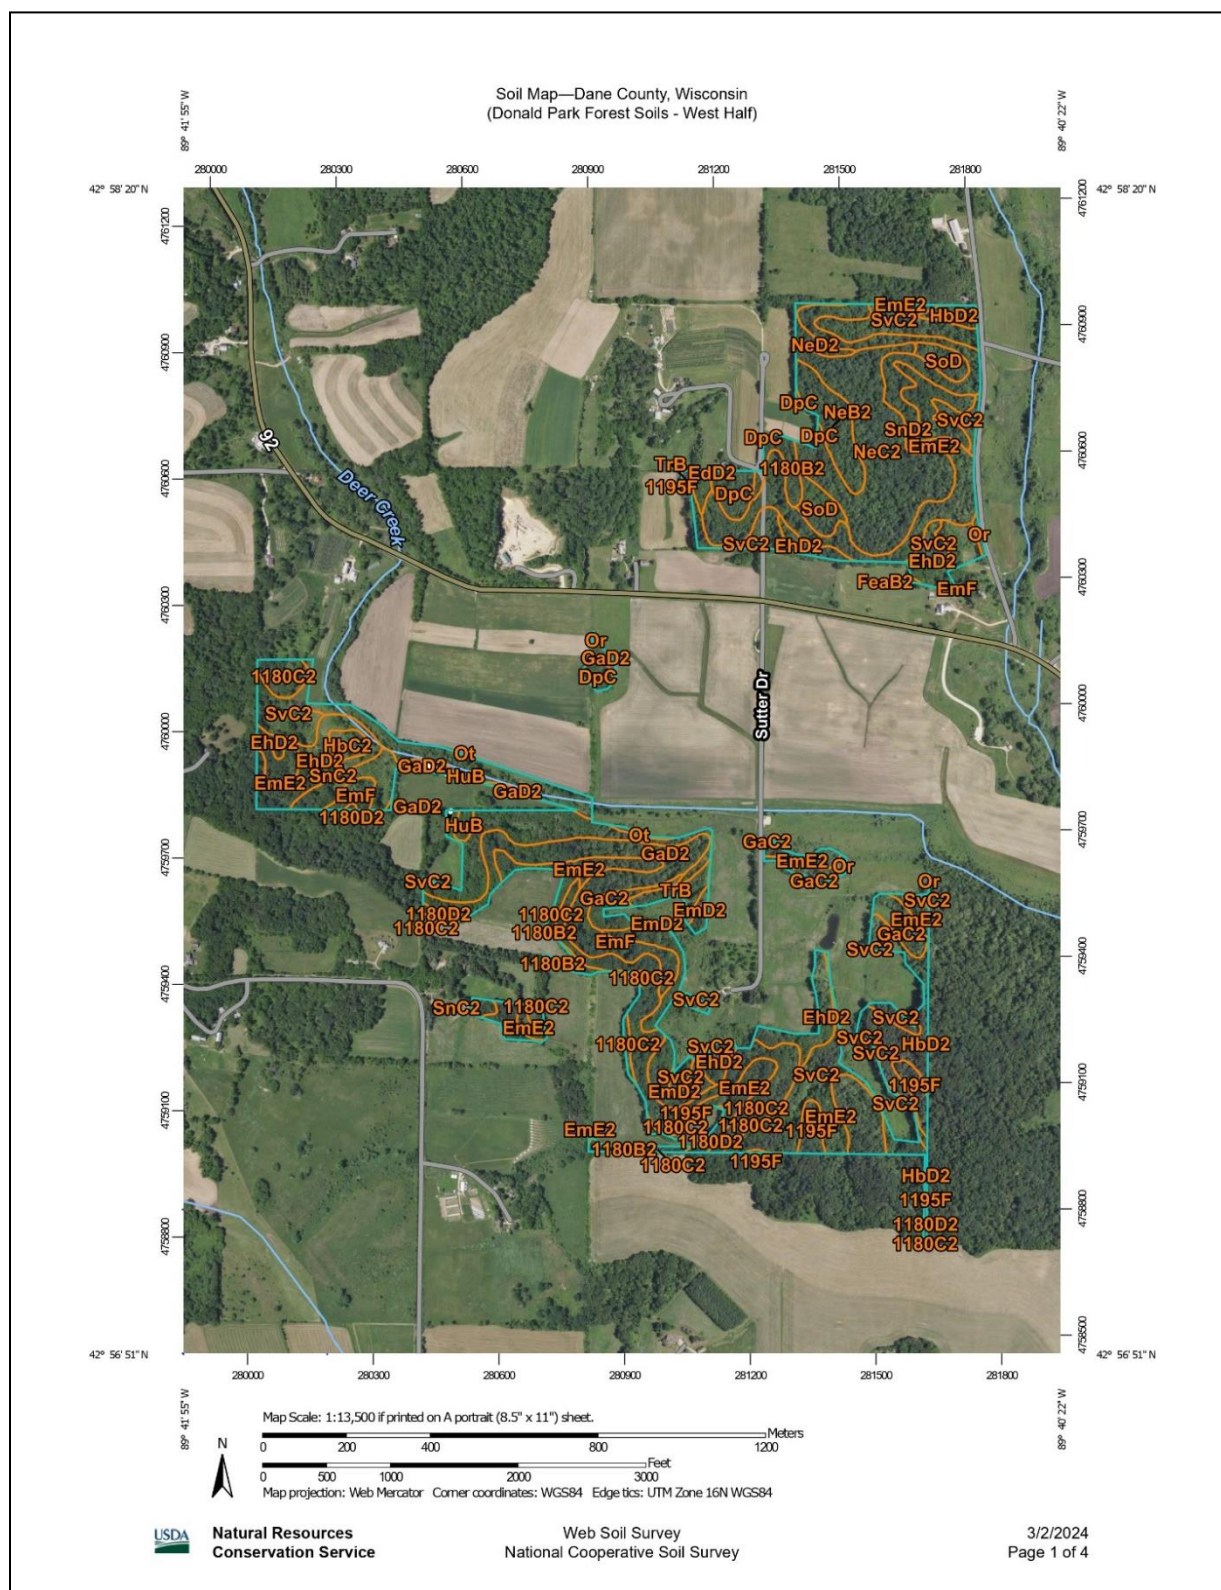 Soil Map—Dane County, Wisconsin
(Donald Park Forest Soils - West Half)
89° 41' 55" W
89° 40' 22" W
280000 280300 280600 280900 281200 281500 281800
42° 58' 20" N
42° 58' 20" N
4761200
4760900
4760600
4760300
4760000
4759700
4759400
4759100
4758800
4761200
4760900
4760600
4760300
4760000
4759700
4759400
4759100
4758800
4758500
EmE2
SvC2 HbD2
NeD2
SoD
DpC
NeB2
SvC2
SnD2
DpC DpC
EmE2
NeC2
TrB
EdD2 1180B2
1195F
DpC
SoD
Or
SvC2 EhD2 SvC2
EhD2
FeaB2
EmF
92
Deer Creek
Sutter Dr
Or
GaD2
DpC
1180C2
SvC2
EhD2 HbC2
EhD2
SnC2
EmE2
EmF
1180D2
Ot
GaD2
HuB
GaD2
GaD2
HuB
Ot
GaD2
EmE2
SvC2
GaC2
TrB
1180D2
1180C2
1180C2
1180B2
EmD2
EmD2
EmF
1180B2
1180C2
SvC2
GaC2
EmE2
Or
GaC2
Or
SvC2
EmE2
GaC2
SvC2
SnC2
1180C2
EmE2
EhD2
SvC2
SvC2
HbD2
SvC2
1180C2
SvC2
EhD2
SvC2
EmD2
EmE2
SvC2
1195F
SvC2
1195F
1180C2
EmE2
1180C2
1180C2
1195F
EmE2
1180D2
1180B2
1180C2
1195F
HbD2
1195F
1180D2
1180C2
42° 56' 51" N
42° 56' 51" N
280000 280300 280600 280900 281200 281500 281800
89° 41' 55" W
89° 40' 22" W
Map Scale: 1:13,500 if printed on A portrait (8.5" x 11") sheet.
N
Meters
0 200 400 800 1200
Feet
0 500 1000 2000 3000
Map projection: Web Mercator Corner coordinates: WGS84 Edge tics: UTM Zone 16N WGS84
USDA
Natural Resources
Conservation Service
Web Soil Survey
National Cooperative Soil Survey
3/2/2024
Page 1 of 4